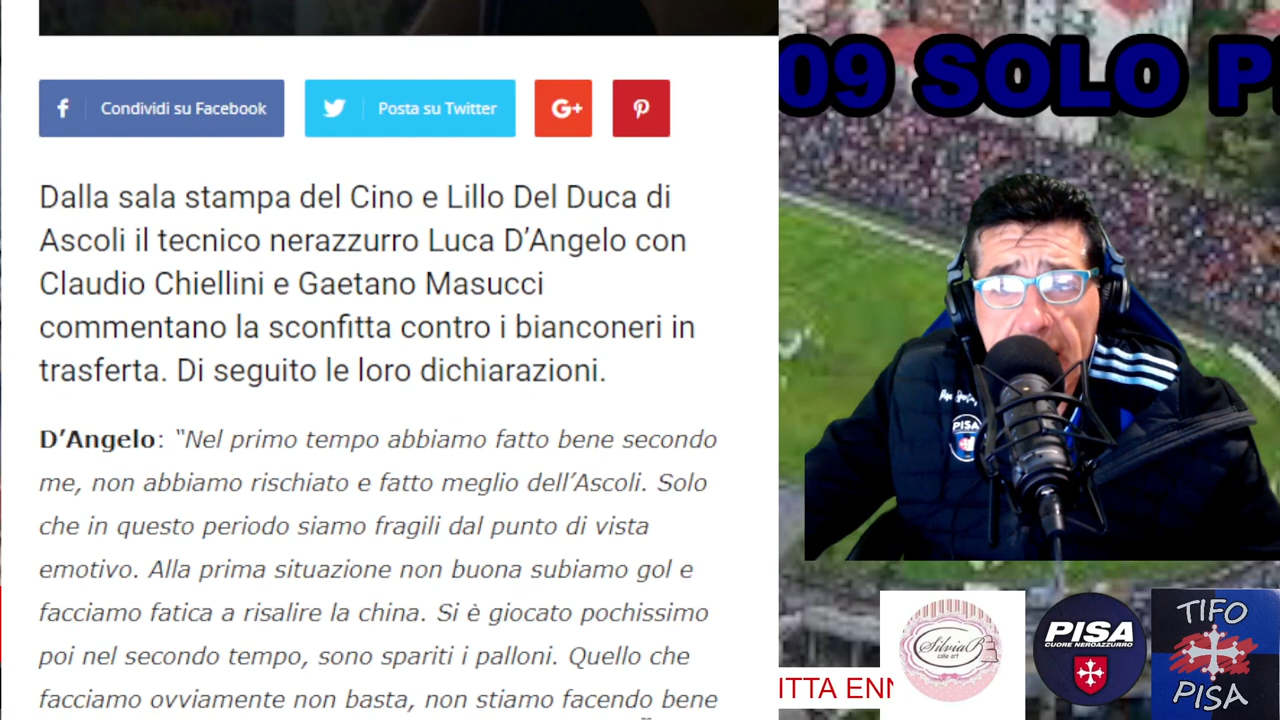 09 SOLO P
Condividi su Facebook
Posta su Twitter
G+
Dalla sala stampa del Cino e Lillo Del Duca di
Ascoli il tecnico nerazzurro Luca D’Angelo con
Claudio Chiellini e Gaetano Masucci
commentano la sconfitta contro i bianconeri in
trasferta. Di seguito le loro dichiarazioni.
D’Angelo: “Nel primo tempo abbiamo fatto bene secondo
me, non abbiamo rischiato e fatto meglio dell’Ascoli. Solo
che in questo periodo siamo fragili dal punto di vista
emotivo. Alla prima situazione non buona subiamo gol e
facciamo fatica a risalire la china. Si è giocato pochissimo
poi nel secondo tempo, sono spariti i palloni. Quello che
facciamo ovviamente non basta, non stiamo facendo bene
PISA
SilviaB
cake art
PISA
CUORE NEROAZZURRO
TIFO
PISA
ITTA ENN